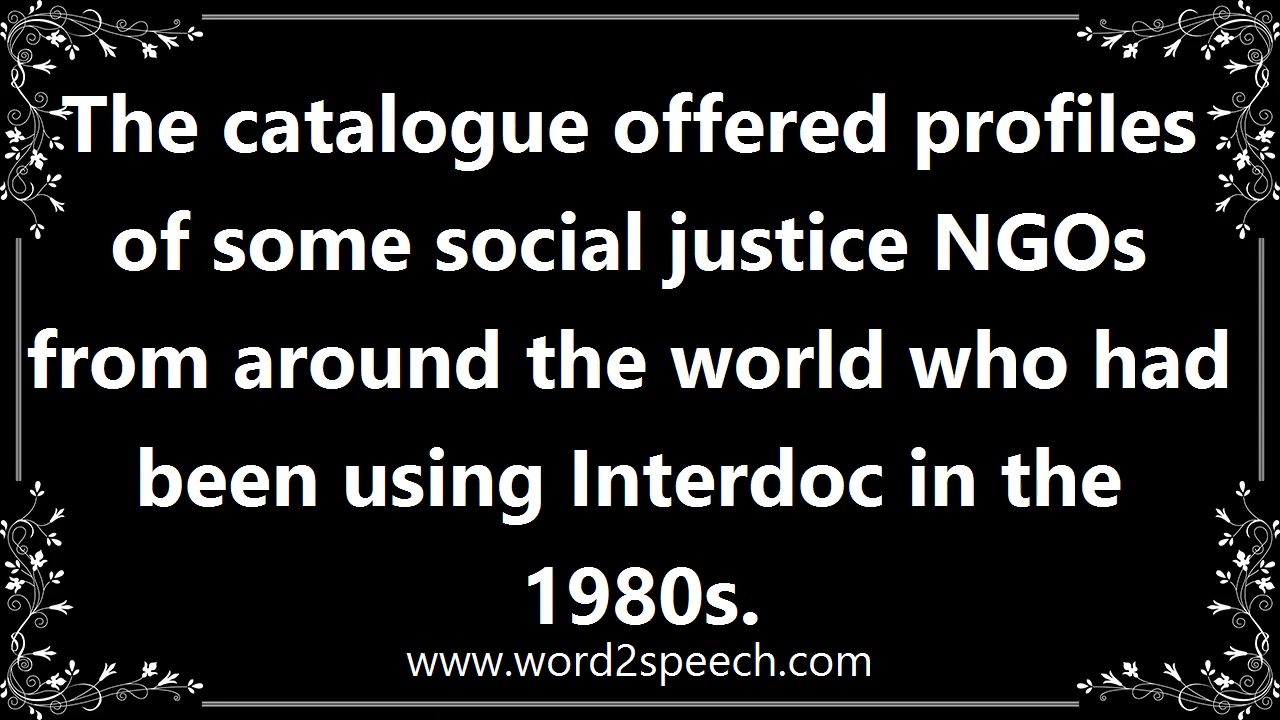 The catalogue offered profiles
of some social justice NGOs
from around the world who had
been using Interdoc in the
1980s.
www.word2speech.com